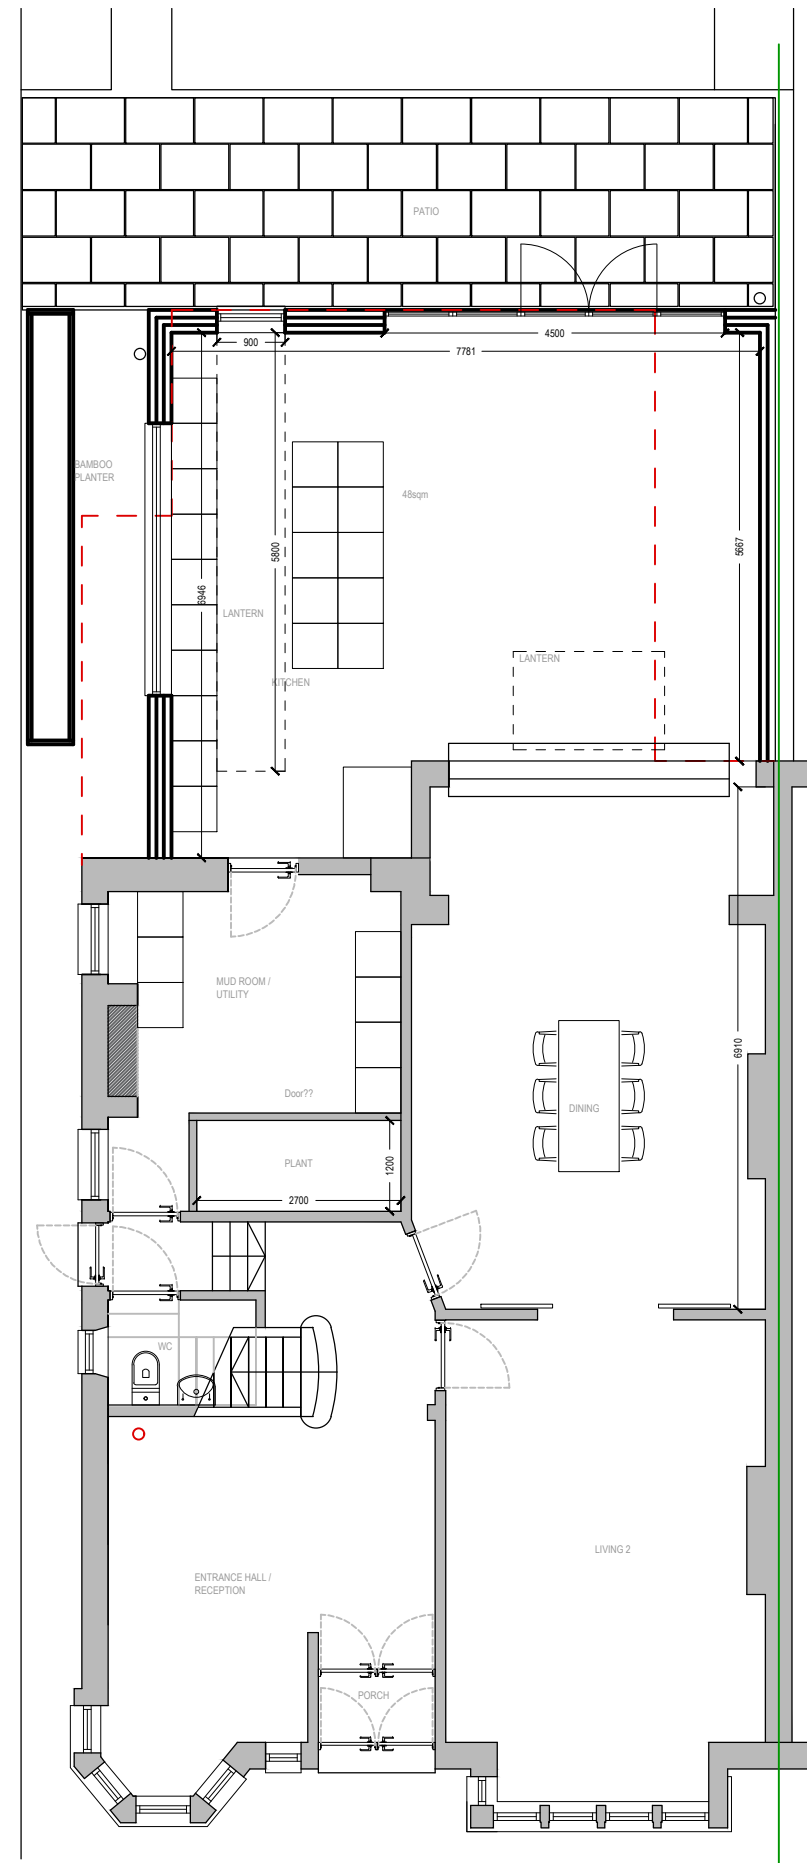 PATIO
4500
900
7781
BAMBOO
PLANTER
48sqm
5667
5800
6946
LANTERN
LANTERN
KITCHEN
MUD ROOM /
UTILITY
6910
Door??
DINING
PLANT
1200
2700
WC
LIVING 2
ENTRANCE HALL /
RECEPTION
PORCH